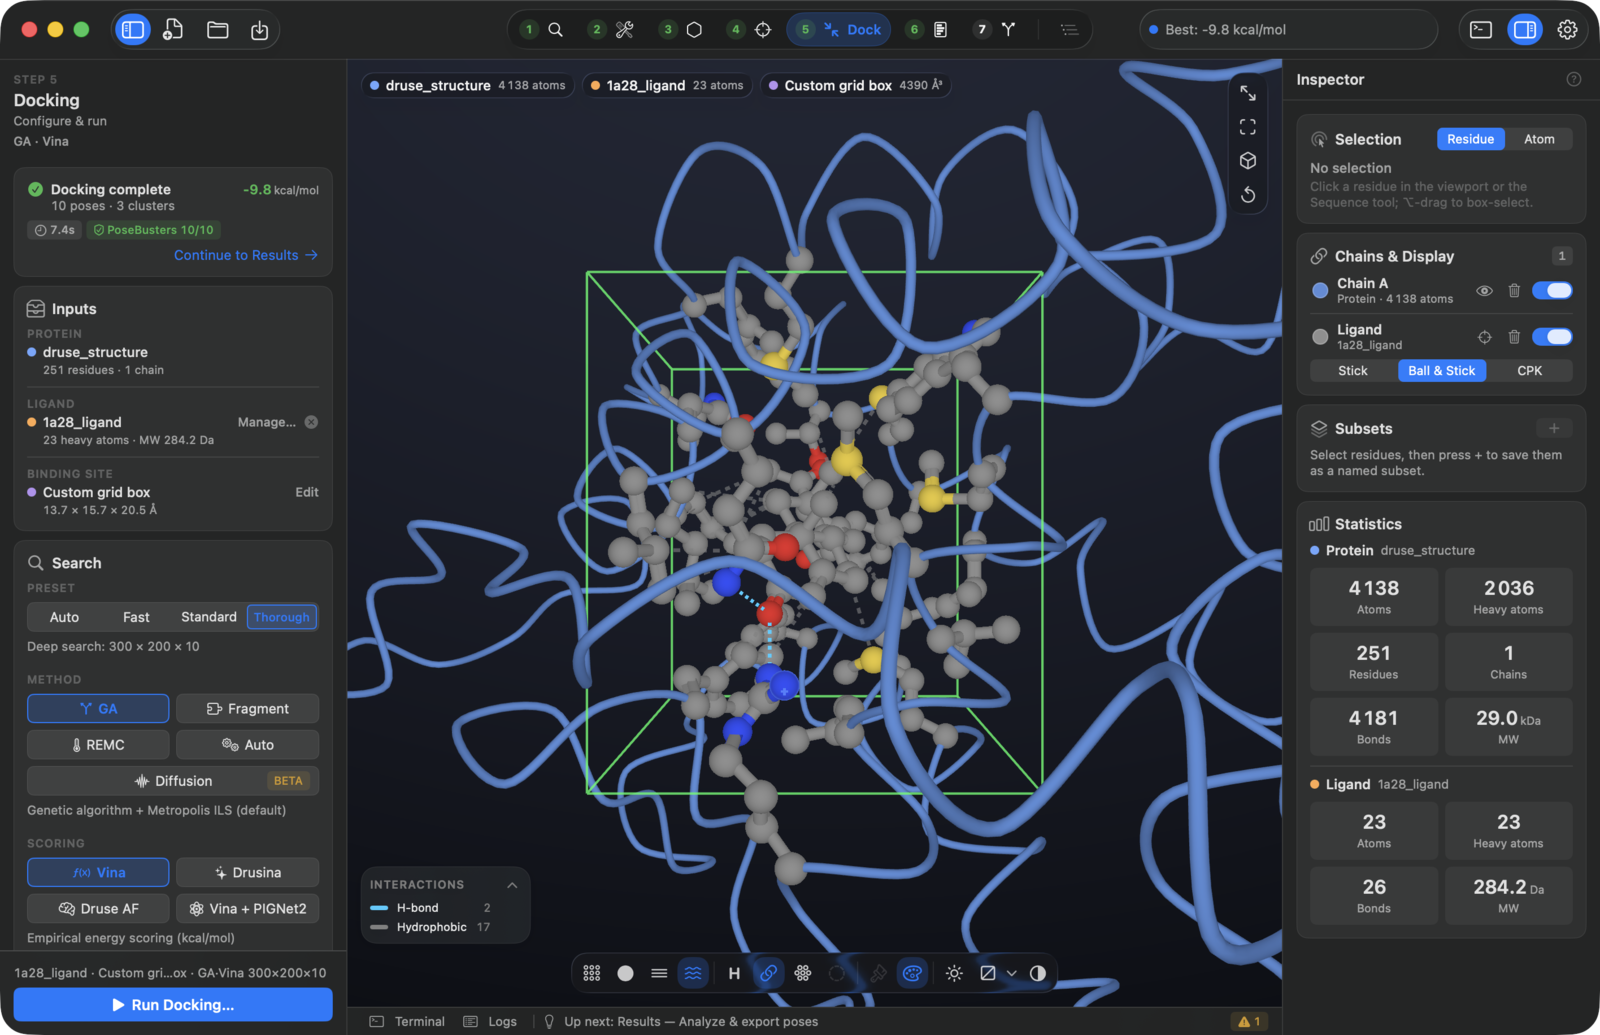 1
2
3
4
5 Dock
6
7
Best: -9.8 kcal/mol
STEP 5
Docking
Configure & run
GA · Vina
Docking complete -9.8 kcal/mol
10 poses · 3 clusters
7.4s PoseBusters 10/10
Continue to Results →
Inputs
PROTEIN
druse_structure
251 residues · 1 chain
LIGAND
1a28_ligand Manage...
23 heavy atoms · MW 284.2 Da
BINDING SITE
Custom grid box Edit
13.7 × 15.7 × 20.5 Å
Search
PRESET
Auto Fast Standard Thorough
Deep search: 300 × 200 × 10
METHOD
GA Fragment
REMC Auto
Diffusion BETA
Genetic algorithm + Metropolis ILS (default)
SCORING
f(x) Vina Drusina
Druse AF Vina + PIGNet2
Empirical energy scoring (kcal/mol)
1a28_ligand · Custom gri...ox · GA·Vina 300×200×10
Run Docking...
druse_structure 4 138 atoms
1a28_ligand 23 atoms
Custom grid box 4390 Å³
INTERACTIONS
H-bond 2
Hydrophobic 17
H
Terminal Logs Up next: Results — Analyze & export poses
1
Inspector
?
Selection Residue Atom
No selection
Click a residue in the viewport or the
Sequence tool; ⌥-drag to box-select.
Chains & Display 1
Chain A
Protein · 4 138 atoms
Ligand
1a28_ligand
Stick Ball & Stick CPK
Subsets +
Select residues, then press + to save them
as a named subset.
Statistics
Protein druse_structure
4 138 2 036
Atoms Heavy atoms
251 1
Residues Chains
4 181 29.0 kDa
Bonds MW
Ligand 1a28_ligand
23 23
Atoms Heavy atoms
26 284.2 Da
Bonds MW